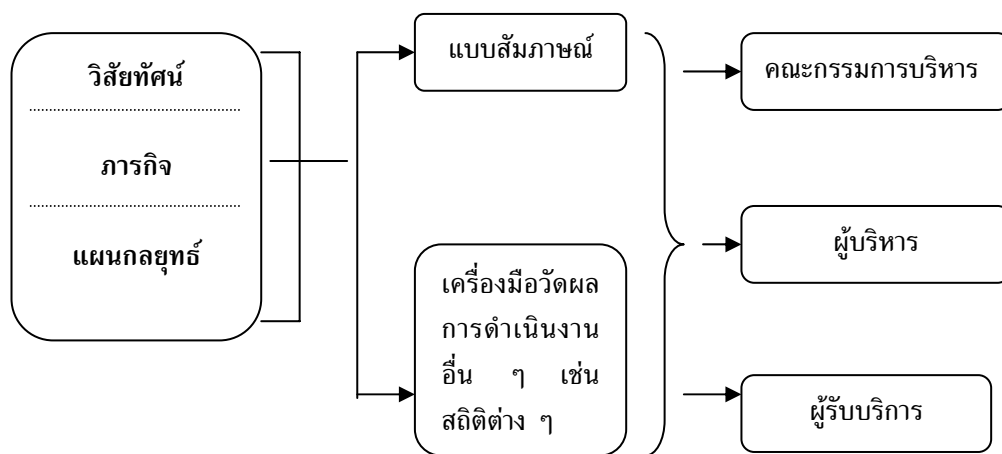 วิสัยทัศน์
ภารกิจ
แผนกลยุทธ์
แบบสัมภาษณ์
เครื่องมือวัดผล
การดำเนินงาน
อื่น ๆ เช่น
สถิติต่าง ๆ
คณะกรรมการบริหาร
ผู้บริหาร
ผู้รับบริการ